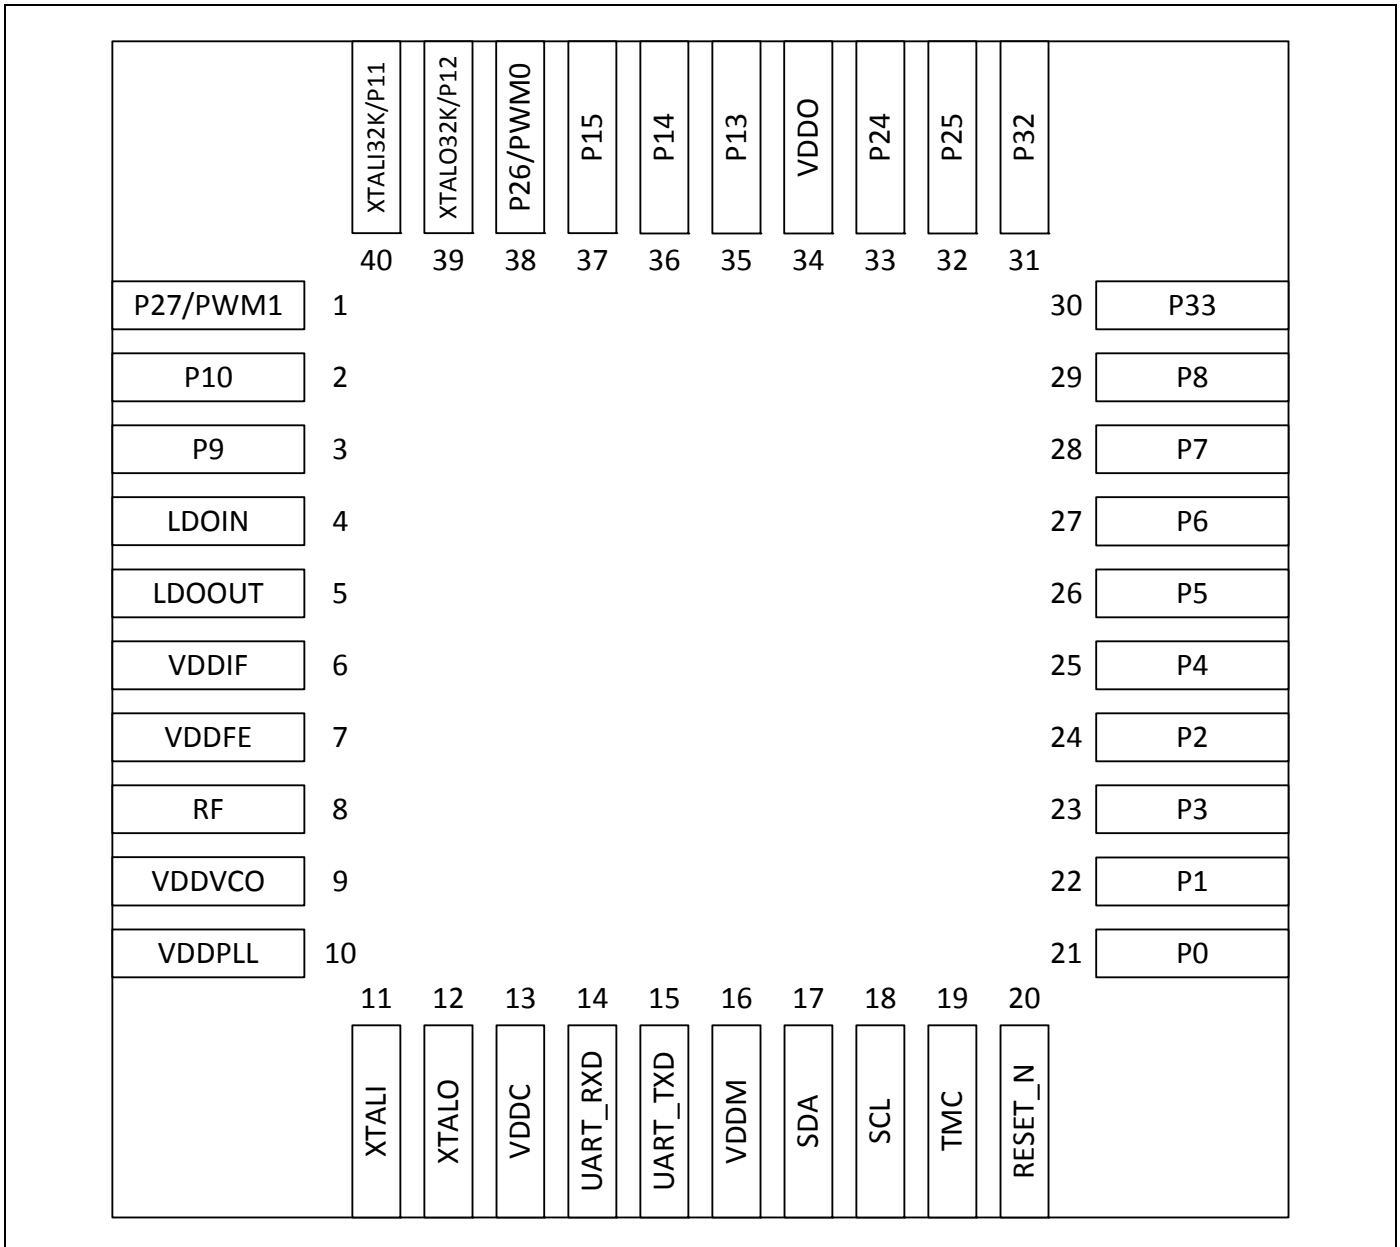 XTALI32K/P11
XTALO32K/P12
P26/PWM0
P15
P14
P13
VDDO
P24
P25
P32
40 39 38 37 36 35 34 33 32 31
P27/PWM1 1 30 P33
P10 2 29 P8
P9 3 28 P7
LDOIN 4 27 P6
LDOOUT 5 26 P5
VDDIF 6 25 P4
VDDFE 7 24 P2
RF 8 23 P3
VDDVCO 9 22 P1
VDDPLL 10 21 P0
11 12 13 14 15 16 17 18 19 20
XTALI
XTALO
VDDC
UART_RXD
UART_TXD
VDDM
SDA
SCL
TMC
RESET_N